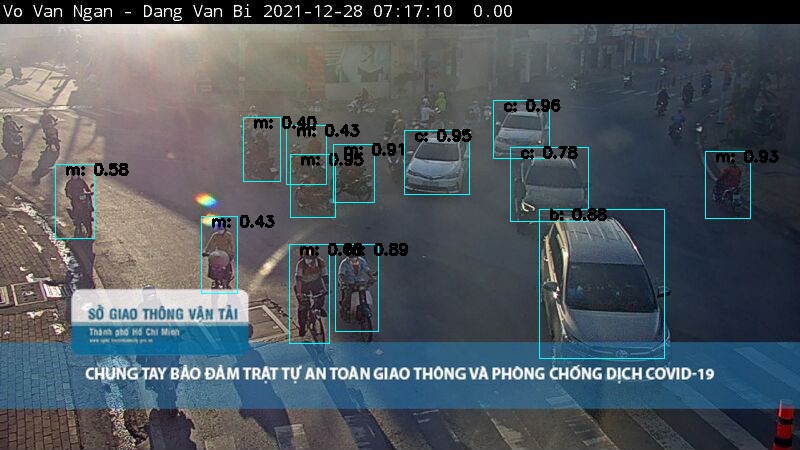 Vo Van Ngan - Dang Van Bi 2021-12-28 07:17:10  0.00
c: 0.96
m: 0.40
m: 0.43
c: 0.95
m: 0.91
c: 0.78
m: 0.95
m: 0.93
m: 0.58
b: 0.88
m: 0.43
0.89
SỞ GIAO THÔNG VẬN TẢI
Thành phố Hồ Chí Minh
CHUNG TAY BẢO ĐẢM TRẬT TỰ AN TOÀN GIAO THÔNG VÀ PHÒNG CHỐNG DỊCH COVID-19